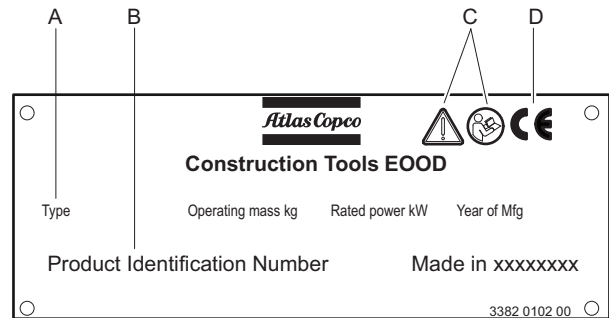 A B C D
Atlas Copco
CE
Construction Tools EOOD
Type Operating mass kg Rated power kW Year of Mfg
Product Identification Number Made in xxxxxxxx
3382 0102 00